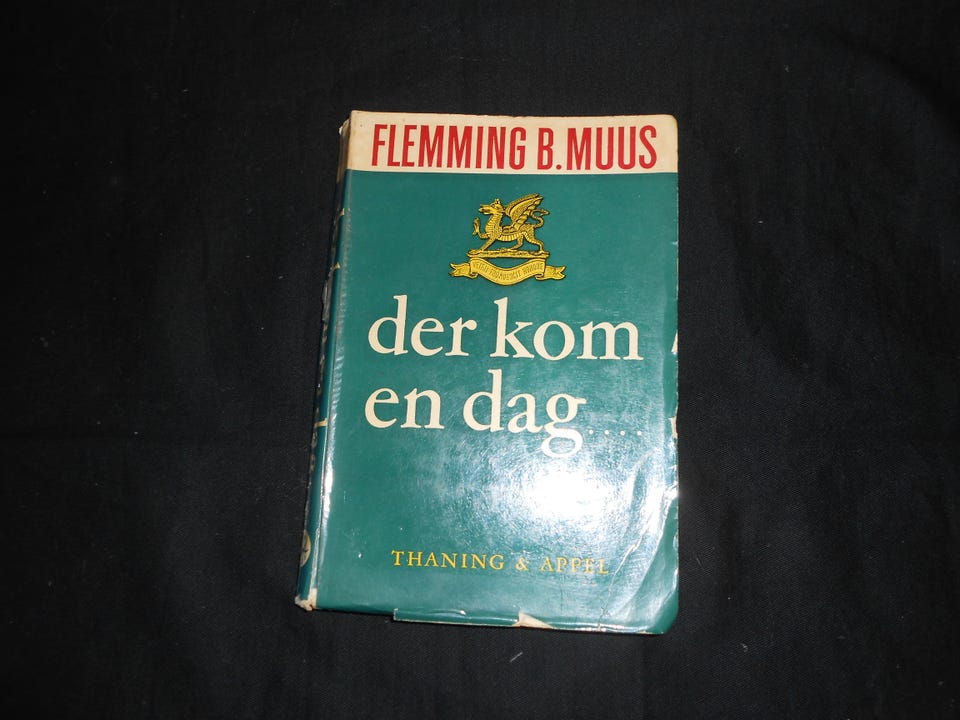 FLEMMING B. MUUS
der kom
en dag....
THANING & APPEL